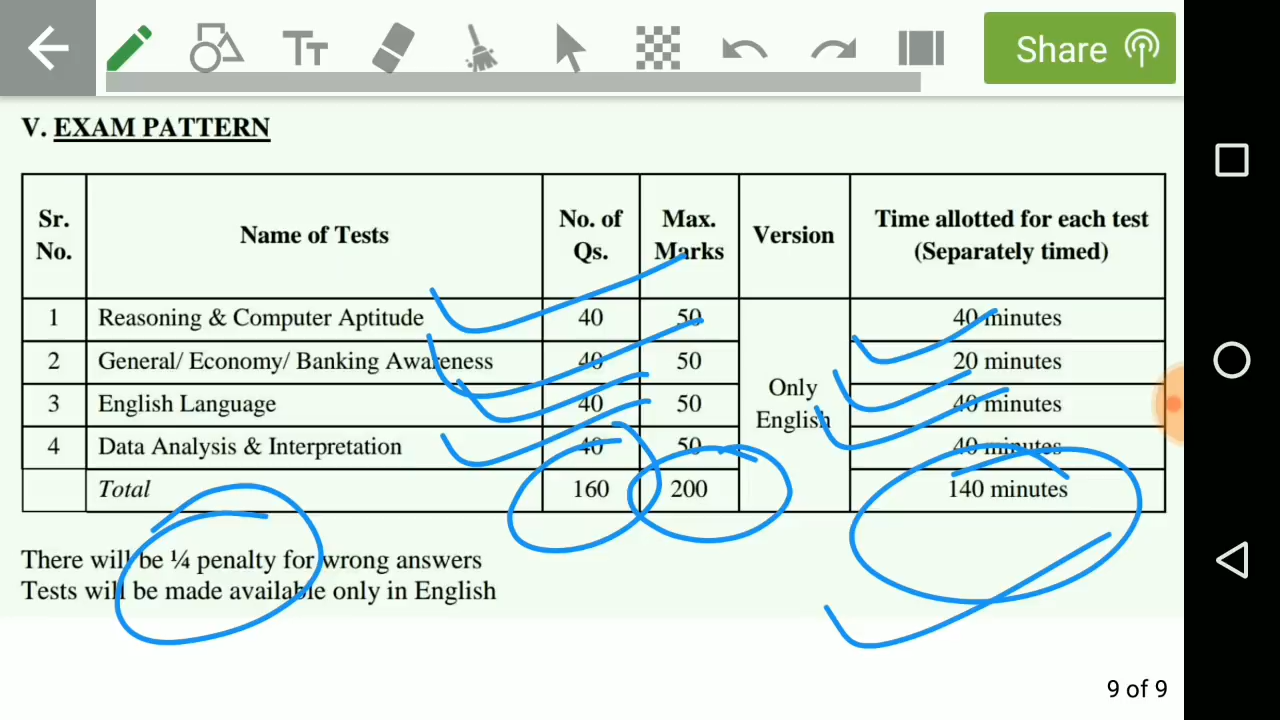 TT
Share
V. EXAM PATTERN
Sr. No. Name of Tests No. of Qs. Max. Marks Version Time allotted for each test (Separately timed)
1 Reasoning & Computer Aptitude 40 50 Only English 40 minutes
2 General/ Economy/ Banking Awareness 40 50 20 minutes
3 English Language 40 50 40 minutes
4 Data Analysis & Interpretation 40 50 40 minutes
Total 160 200 140 minutes
There will be ¼ penalty for wrong answers
Tests will be made available only in English
9 of 9